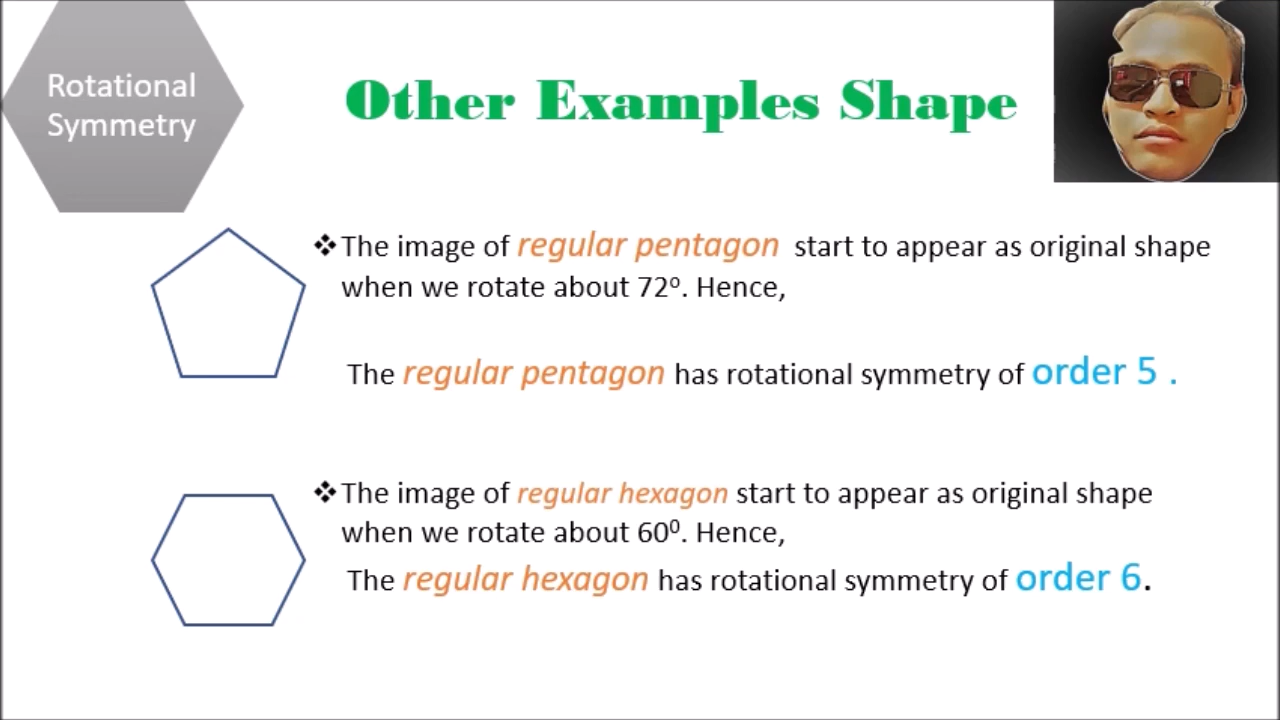 Rotational
Symmetry
Other Examples Shape
❖The image of regular pentagon start to appear as original shape
when we rotate about 72º. Hence,
The regular pentagon has rotational symmetry of order 5 .
❖The image of regular hexagon start to appear as original shape
when we rotate about 60⁰. Hence,
The regular hexagon has rotational symmetry of order 6.